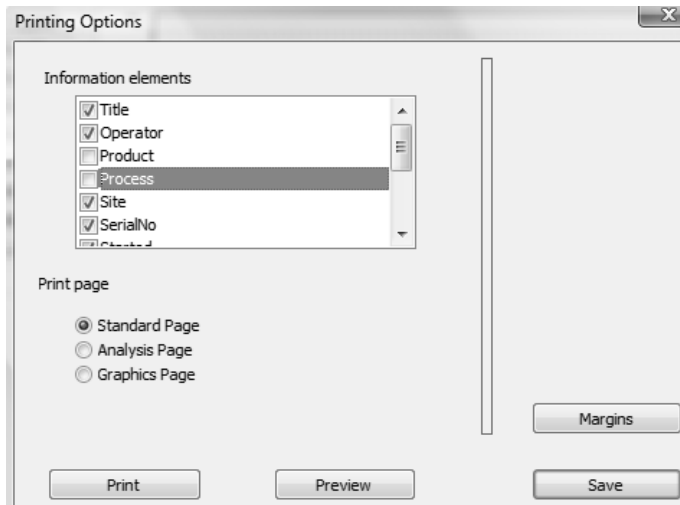 Printing Options
Information elements
Title
Operator
Product
Process
Site
SerialNo
Started
Print page
Standard Page
Analysis Page
Graphics Page
Margins
Print
Preview
Save